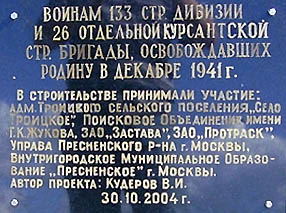 ВОИНАМ 133 СТР. ДИВИЗИИ
И 26 ОТДЕЛЬНОЙ КУРСАНТСКОЙ
СТР. БРИГАДЫ, ОСВОБОЖДАВШИХ
РОДИНУ В ДЕКАБРЕ 1941 Г.
В СТРОИТЕЛЬСТВЕ ПРИНИМАЛИ УЧАСТИЕ:
АДМ. ТРОИЦКОГО СЕЛЬСКОГО ПОСЕЛЕНИЯ, „СЕЛО
ТРОИЦКОЕ", ПОИСКОВОЕ ОБЪЕДИНЕНИЕ ИМЕНИ
Г.К. ЖУКОВА, ЗАО „ЗАСТАВА", ЗАО „ПРОТРАСК",
УПРАВА ПРЕСНЕНСКОГО Р-НА Г. МОСКВЫ,
ВНУТРИГОРОДСКОЕ МУНИЦИПАЛЬНОЕ ОБРАЗО-
ВАНИЕ „ПРЕСНЕНСКОЕ" Г. МОСКВЫ.
АВТОР ПРОЕКТА: КУДЕРОВ В.И.
30.10.2004 Г.